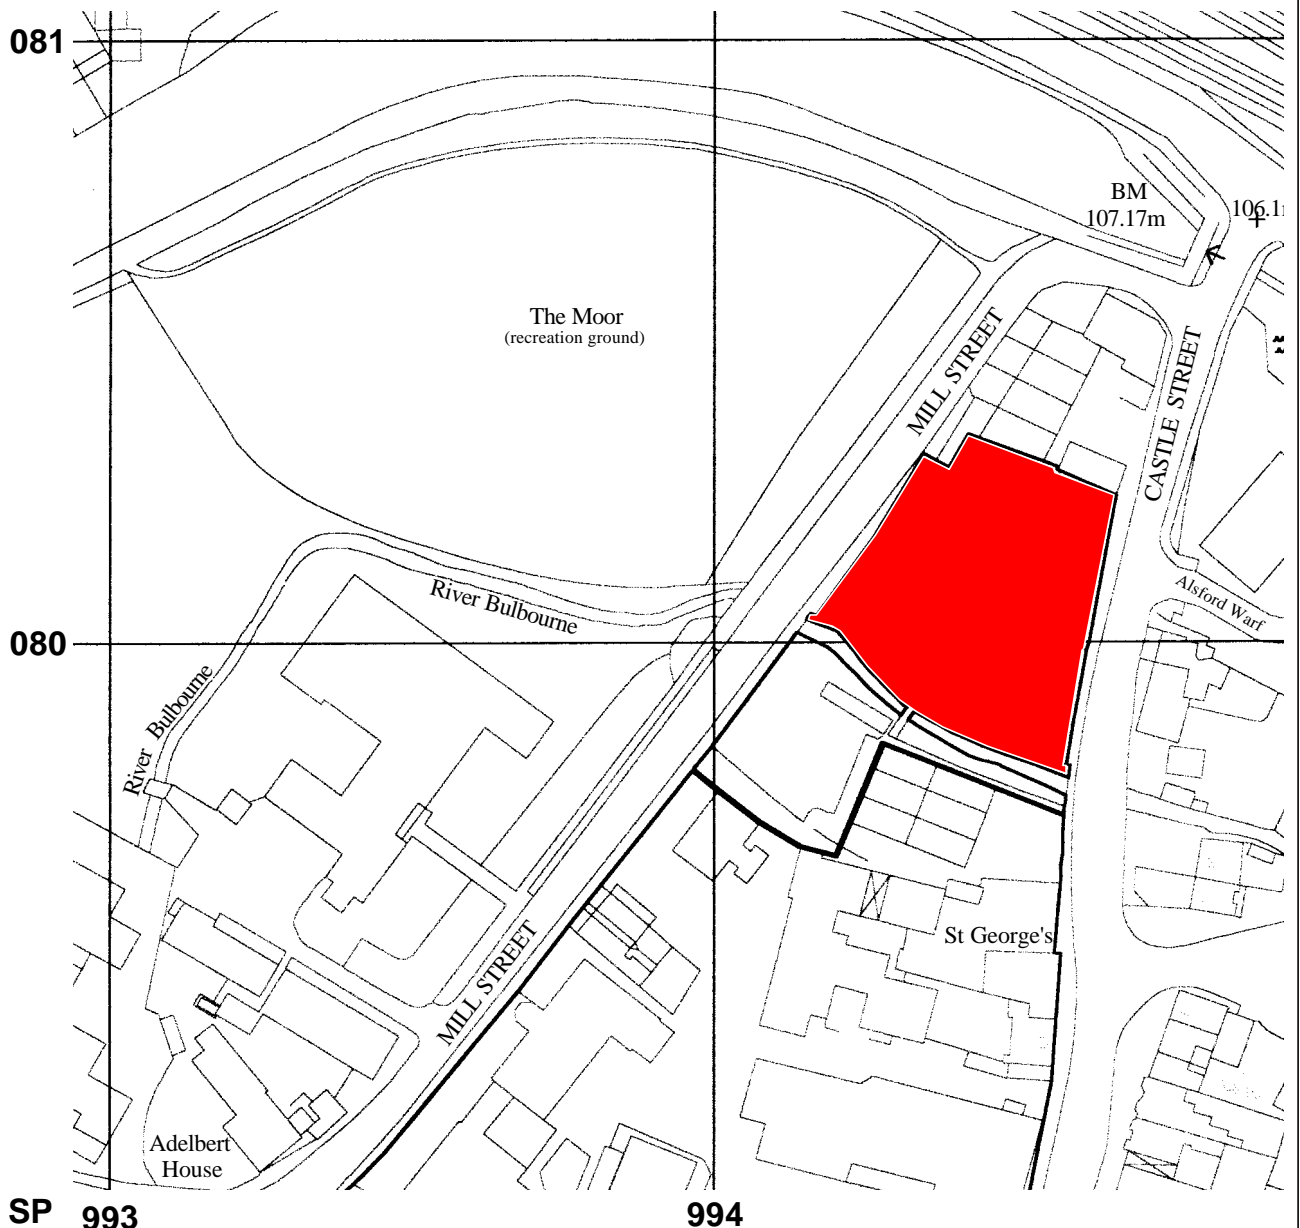 081
BM
107.17m
106.1
The Moor
(recreation ground)
MILL STREET
CASTLE STREET
River Bulbourne
Alsford Warf
080
River Bulbourne
St George's
MILL STREET
Adelbert
House
SP
993
994